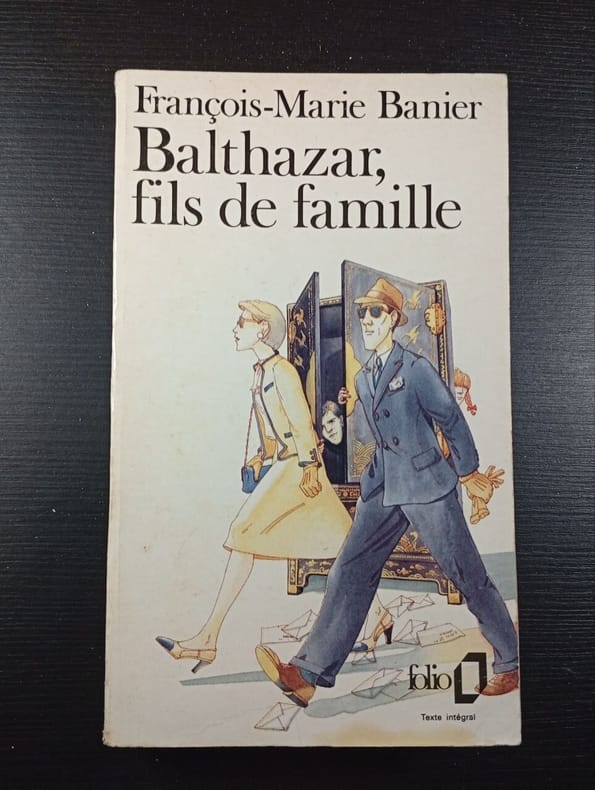 François-Marie Banier
Balthazar,
fils de famille
folio
Texte intégral